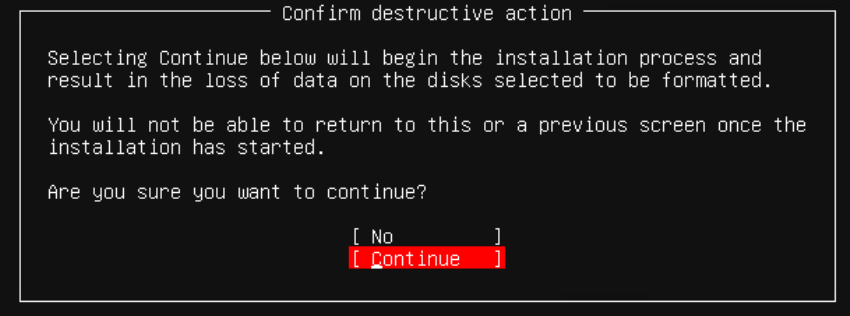 Confirm destructive action
Selecting Continue below will begin the installation process and
result in the loss of data on the disks selected to be formatted.
You will not be able to return to this or a previous screen once the
installation has started.
Are you sure you want to continue?
[ No ]
[ Continue ]